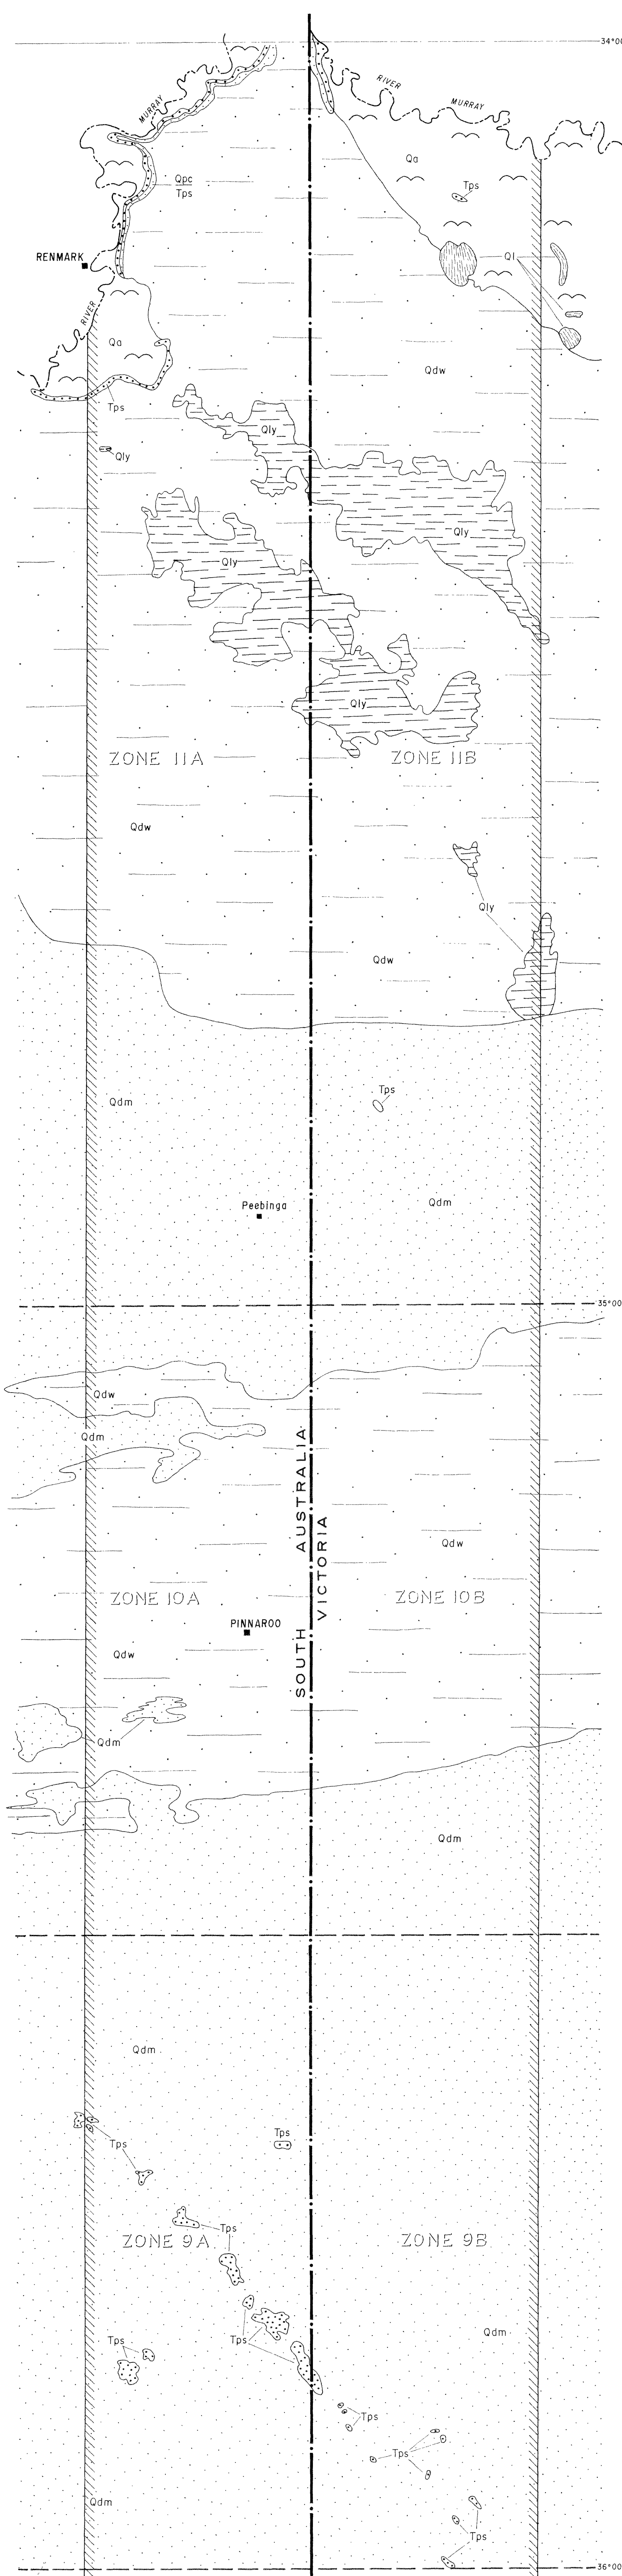 34°00
MURRAY
RIVER
MURRAY
Qa
Qpc
Tps
Tps
RENMARK
Ql
RIVER
Qa
Qdw
Tps
Qly
Qly
Qly
Qly
Qly
ZONE 11A
ZONE 11B
Qdw
Qly
Qdw
Qdm
Tps
Peebinga
Qdm
35°00
Qdw
Qdm
SOUTH AUSTRALIA
VICTORIA
Qdw
ZONE 10A
ZONE 10B
PINNAROO
Qdw
Qdm
Qdm
Qdm
Tps
Tps
Tps
ZONE 9A
ZONE 9B
Qdm
Tps
Tps
Tps
Tps
Qdm
Tps
36°00